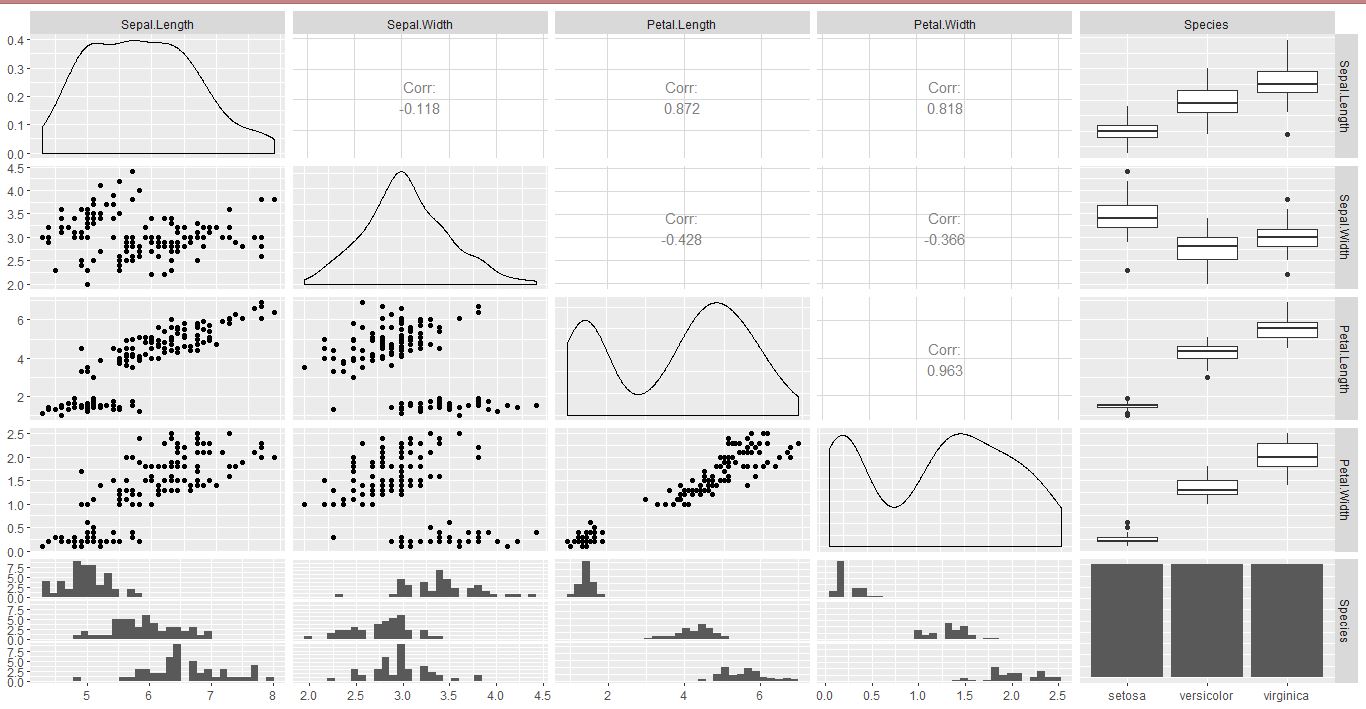 Sepal.Length Sepal.Width Petal.Length Petal.Width Species
0.4
0.3
0.2
0.1
0.0
Corr:
-0.118
Corr:
0.872
Corr:
0.818
Sepal.Length
4.5
4.0
3.5
3.0
2.5
2.0
Corr:
-0.428
Corr:
-0.366
Sepal.Width
6
4
2
Corr:
0.963
Petal.Length
2.5
2.0
1.5
1.0
0.5
0.0
Petal.Width
7.5
5.0
2.5
0.0
7.5
5.0
2.5
0.0
7.5
5.0
2.5
0.0
Species
5 6 7 8 2.0 2.5 3.0 3.5 4.0 4.5 2 4 6 0.0 0.5 1.0 1.5 2.0 2.5 setosa versicolor virginica